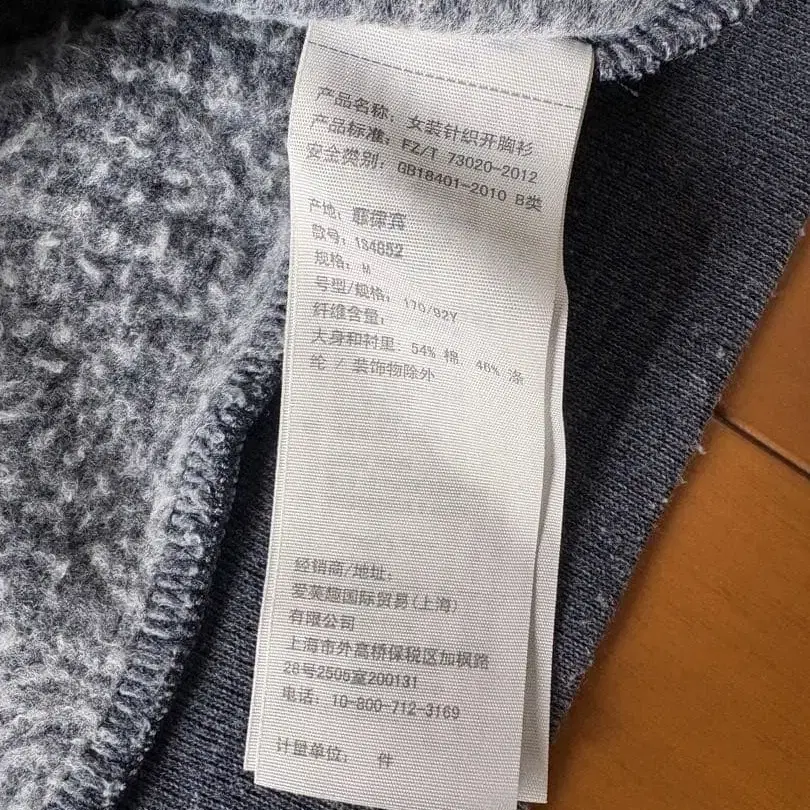 产品名称: 女装针织开胸衫
产品标准: FZ/T 73020-2012
安全类别: GB18401-2010 B类
产地: 菲律宾
款号: 184052
规格: M
号型/规格: 170/92Y
纤维含量:
大身和衬里: 54% 棉, 46% 涤
纶 / 装饰物除外
经销商/地址:
爱芙趣国际贸易(上海)
有限公司
上海市外高桥保税区加枫路
26号2505室200131
电话: 10-800-712-3169
计量单位: 件